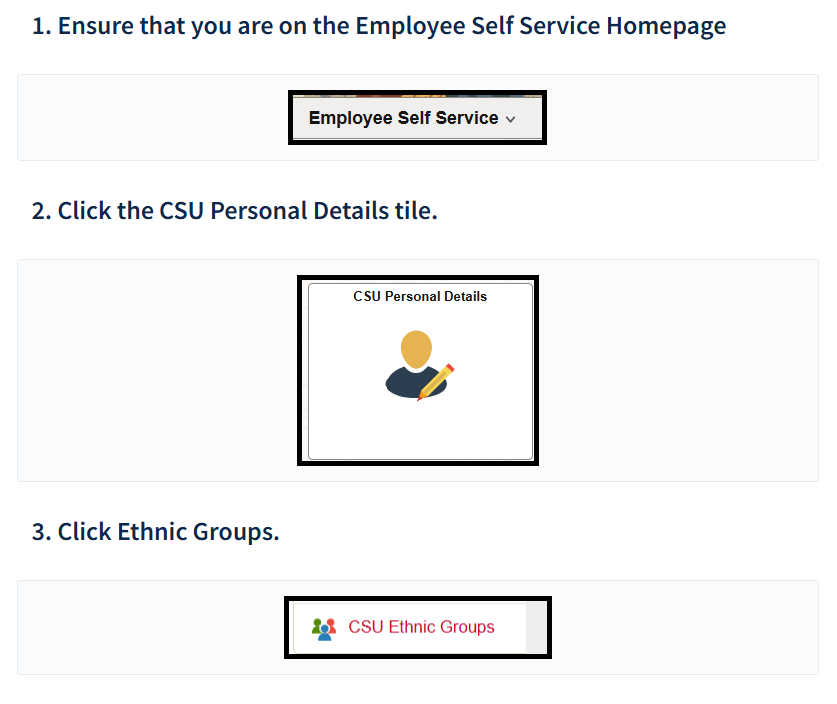 1. Ensure that you are on the Employee Self Service Homepage
Employee Self Service
2. Click the CSU Personal Details tile.
CSU Personal Details
3. Click Ethnic Groups.
CSU Ethnic Groups